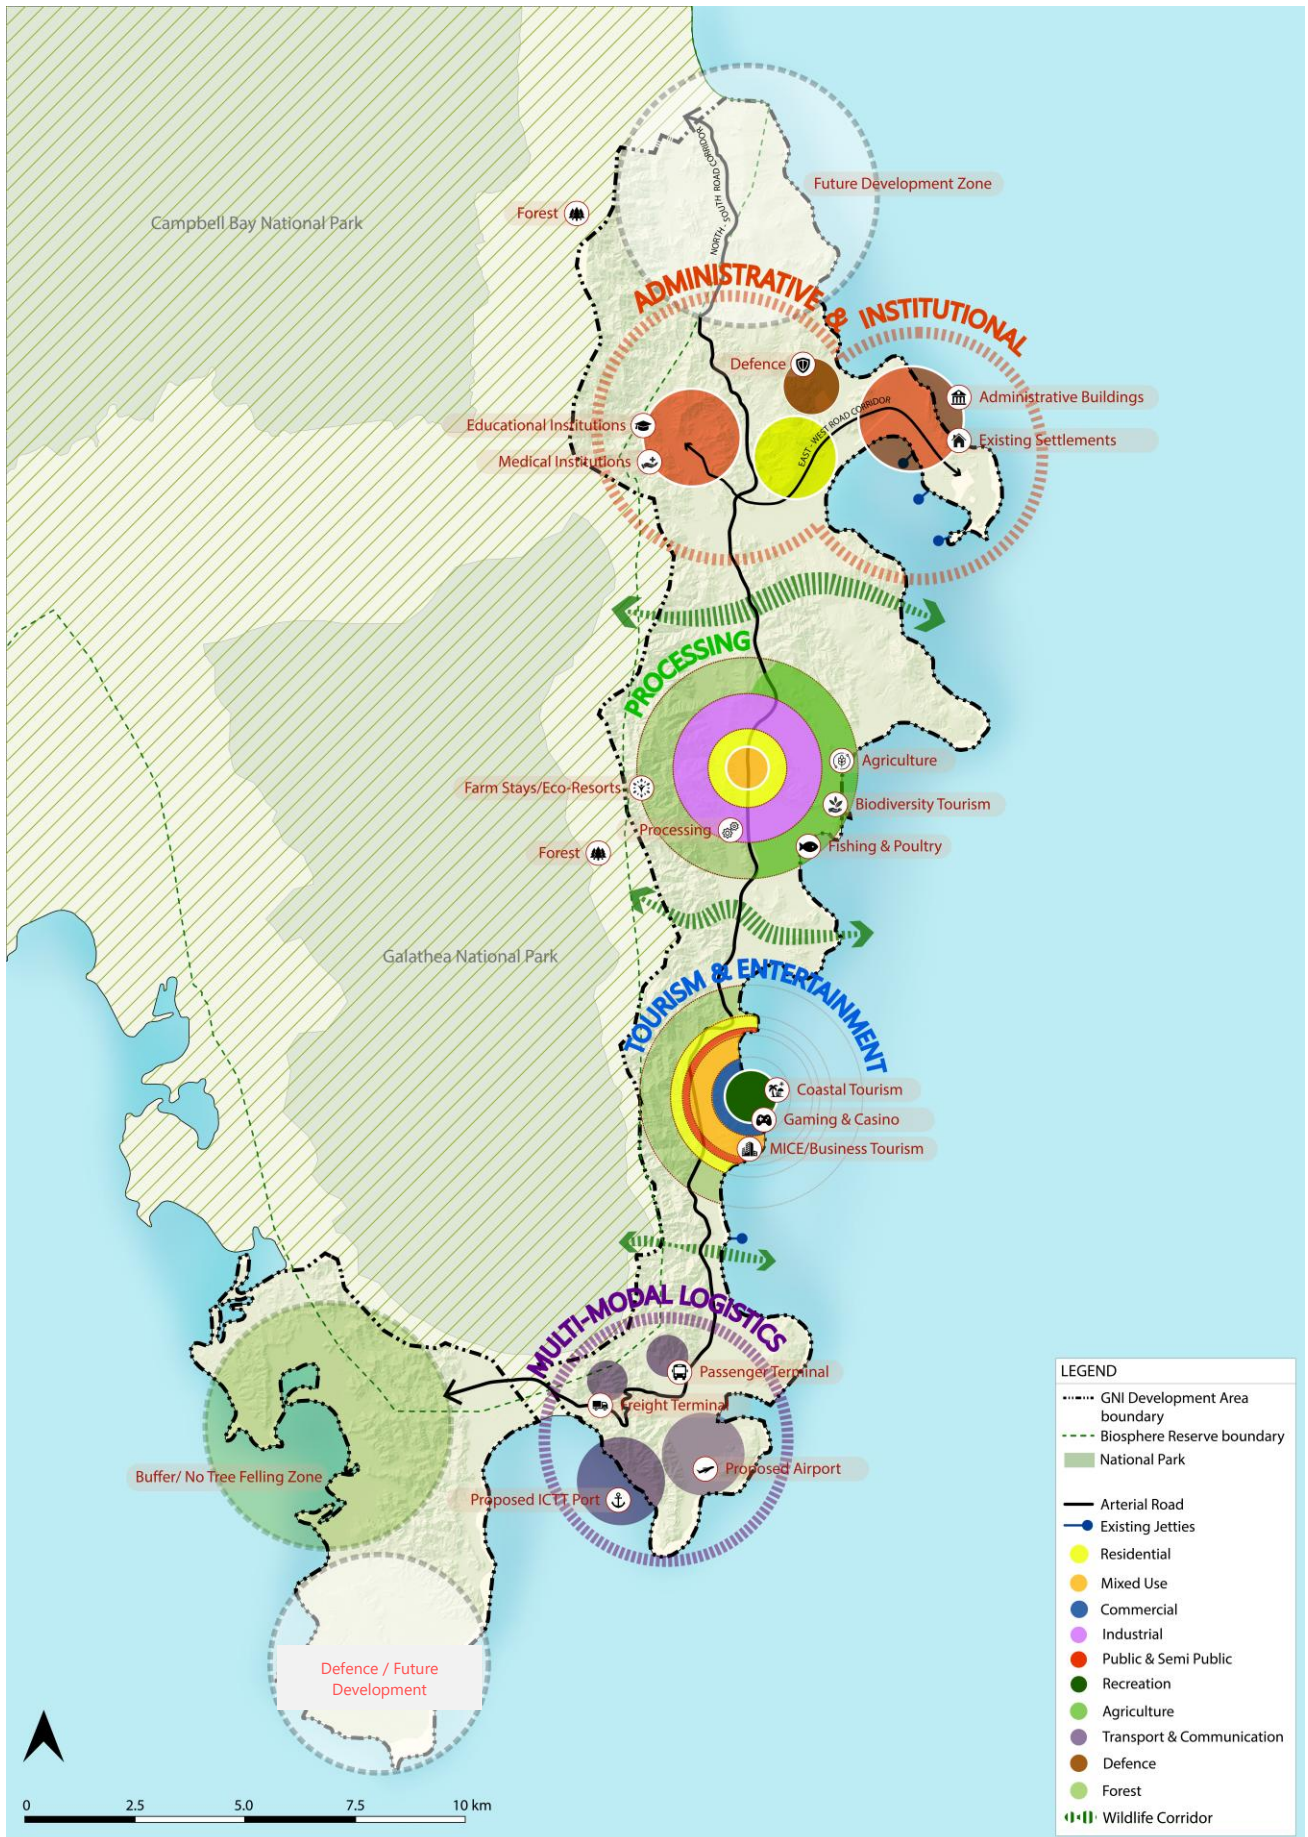 NORTH - SOUTH ROAD CORRIDOR
Future Development Zone
Forest
Campbell Bay National Park
ADMINISTRATIVE & INSTITUTIONAL
Defence
Administrative Buildings
EAST - WEST ROAD CORRIDOR
Educational Institutions
Existing Settlements
Medical Institutions
PROCESSING
Agriculture
Farm Stays/Eco-Resorts
Biodiversity Tourism
Processing
Fishing & Poultry
Forest
Galathea National Park
TOURISM & ENTERTAINMENT
Coastal Tourism
Gaming & Casino
MICE/Business Tourism
MULTI-MODAL LOGISTICS
Passenger Terminal
Freight Terminal
Proposed Airport
Buffer/ No Tree Felling Zone
Proposed ICTT Port
Defence / Future
Development
LEGEND
GNI Development Area
boundary
Biosphere Reserve boundary
National Park
Arterial Road
Existing Jetties
Residential
Mixed Use
Commercial
Industrial
Public & Semi Public
Recreation
Agriculture
Transport & Communication
Defence
Forest
Wildlife Corridor
0 2.5 5.0 7.5 10 km